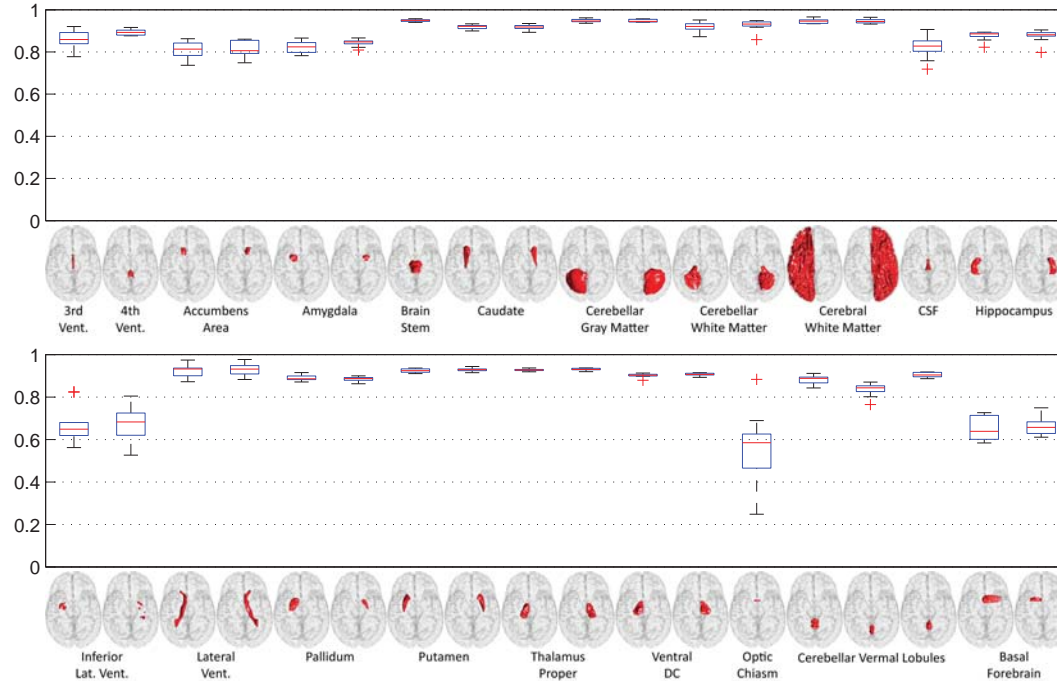 1
0.8
0.6
0.4
0.2
0
3rd Vent.
4th Vent.
Accumbens Area
Amygdala
Brain Stem
Caudate
Cerebellar Gray Matter
Cerebellar White Matter
Cerebral White Matter
CSF
Hippocampus
1
0.8
0.6
0.4
0.2
0
Inferior Lat. Vent.
Lateral Vent.
Pallidum
Putamen
Thalamus Proper
Ventral DC
Optic Chiasm
Cerebellar Vermal Lobules
Basal Forebrain